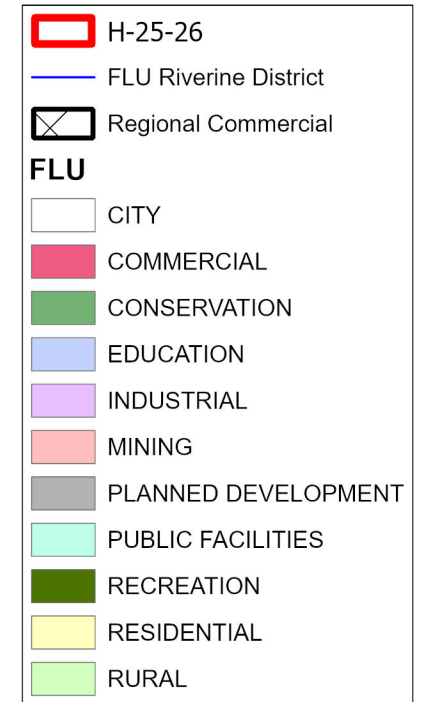 H-25-26
FLU Riverine District
Regional Commercial
FLU
CITY
COMMERCIAL
CONSERVATION
EDUCATION
INDUSTRIAL
MINING
PLANNED DEVELOPMENT
PUBLIC FACILITIES
RECREATION
RESIDENTIAL
RURAL